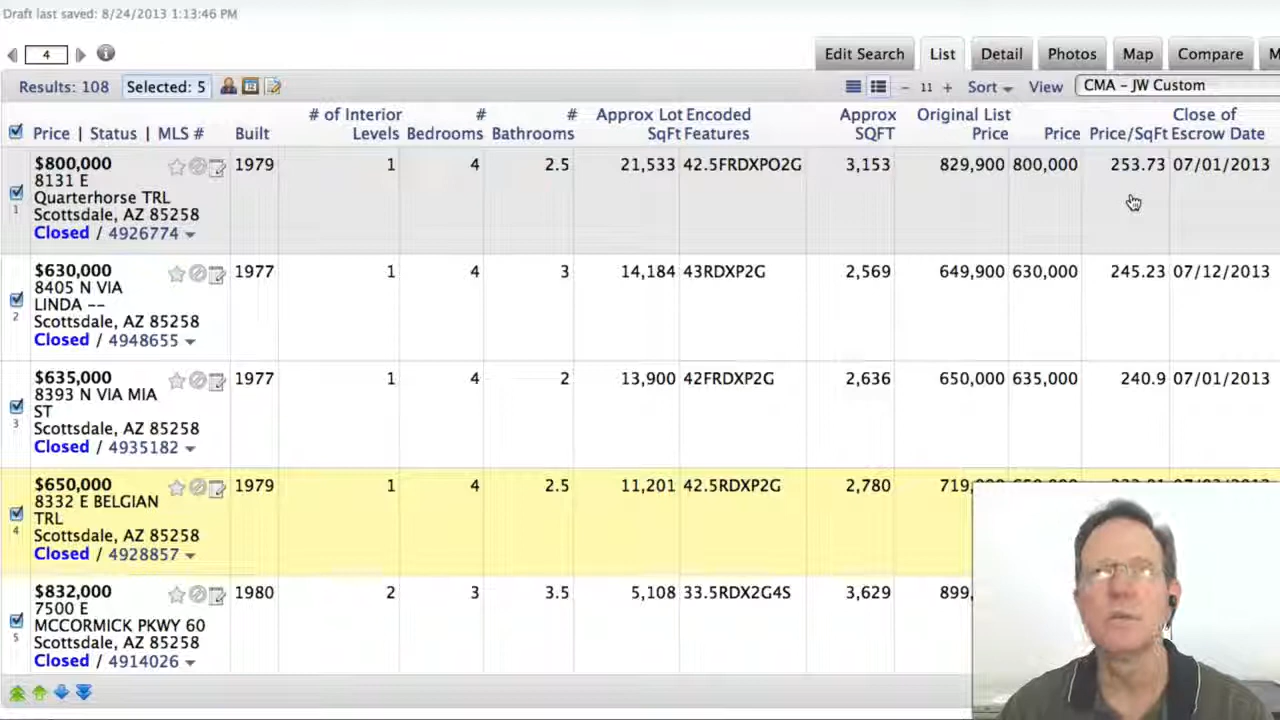 Draft last saved: 8/24/2013 1:13:46 PM
4
Edit Search List Detail Photos Map Compare
Results: 108 Selected: 5 11 Sort View CMA - JW Custom
# of Interior # # Approx Lot Encoded Approx Original List Close of
Price | Status | MLS # Built Levels Bedrooms Bathrooms SqFt Features SQFT Price Price Price/SqFt Escrow Date
$800,000 1979 1 4 2.5 21,533 42.5FRDXPO2G 3,153 829,900 800,000 253.73 07/01/2013
8131 E
Quarterhorse TRL
1
Scottsdale, AZ 85258
Closed / 4926774
$630,000 1977 1 4 3 14,184 43RDXP2G 2,569 649,900 630,000 245.23 07/12/2013
8405 N VIA
LINDA --
2
Scottsdale, AZ 85258
Closed / 4948655
$635,000 1977 1 4 2 13,900 42FRDXP2G 2,636 650,000 635,000 240.9 07/01/2013
8393 N VIA MIA
ST
3
Scottsdale, AZ 85258
Closed / 4935182
$650,000 1979 1 4 2.5 11,201 42.5RDXP2G 2,780
8332 E BELGIAN
TRL
4
Scottsdale, AZ 85258
Closed / 4928857
$832,000 1980 2 3 3.5 5,108 33.5RDX2G4S 3,629 899,
7500 E
MCCORMICK PKWY 60
5
Scottsdale, AZ 85258
Closed / 4914026